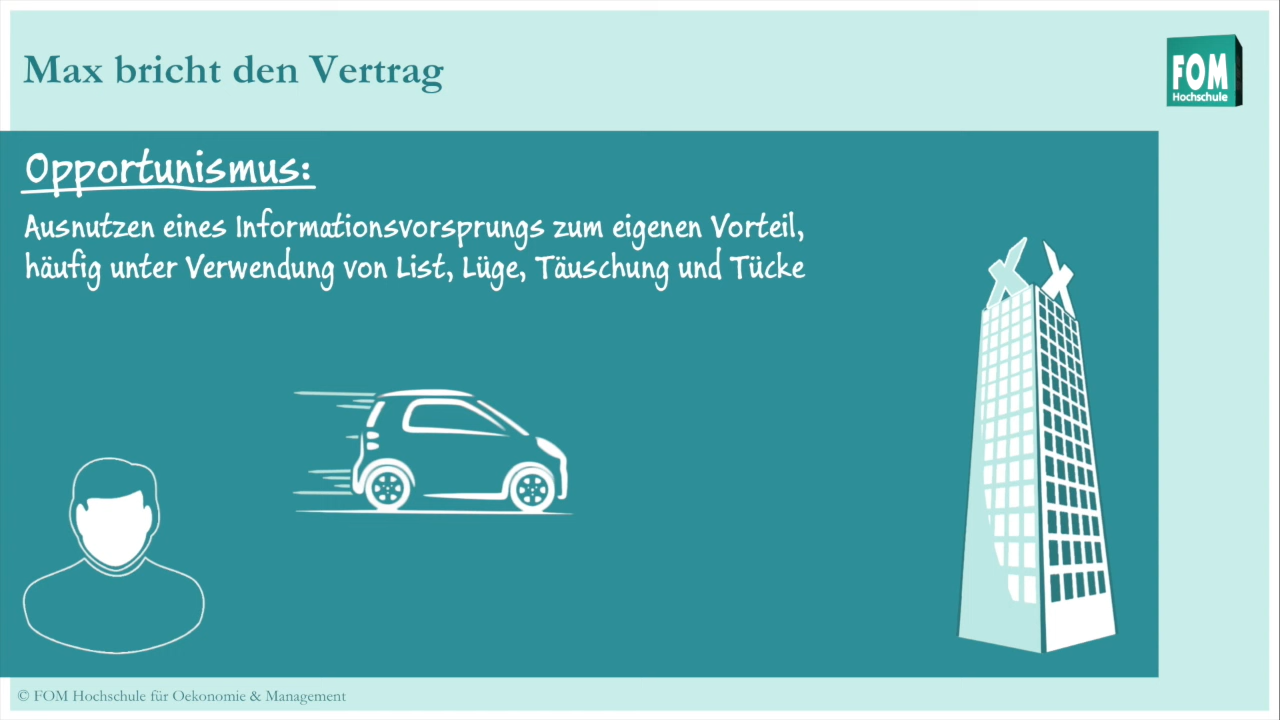 Max bricht den Vertrag
FOM
Hochschule
Opportunismus:
Ausnutzen eines Informationsvorsprungs zum eigenen Vorteil,
häufig unter Verwendung von List, Lüge, Täuschung und Tücke
© FOM Hochschule für Oekonomie & Management